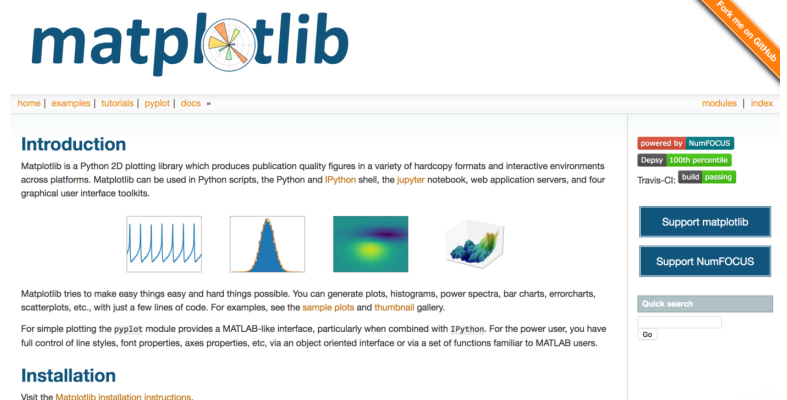 matplotlib
Fork me on GitHub
home | examples | tutorials | pyplot | docs »
modules | index
Introduction
Matplotlib is a Python 2D plotting library which produces publication quality figures in a variety of hardcopy formats and interactive environments
across platforms. Matplotlib can be used in Python scripts, the Python and IPython shell, the jupyter notebook, web application servers, and four
graphical user interface toolkits.
Matplotlib tries to make easy things easy and hard things possible. You can generate plots, histograms, power spectra, bar charts, errorcharts,
scatterplots, etc., with just a few lines of code. For examples, see the sample plots and thumbnail gallery.
For simple plotting the pyplot module provides a MATLAB-like interface, particularly when combined with IPython. For the power user, you have
full control of line styles, font properties, axes properties, etc, via an object oriented interface or via a set of functions familiar to MATLAB users.
Installation
Visit the Matplotlib installation instructions.
powered by NumFOCUS
Depsy 100th percentile
Travis-CI: build passing
Support matplotlib
Support NumFOCUS
Quick search
Go